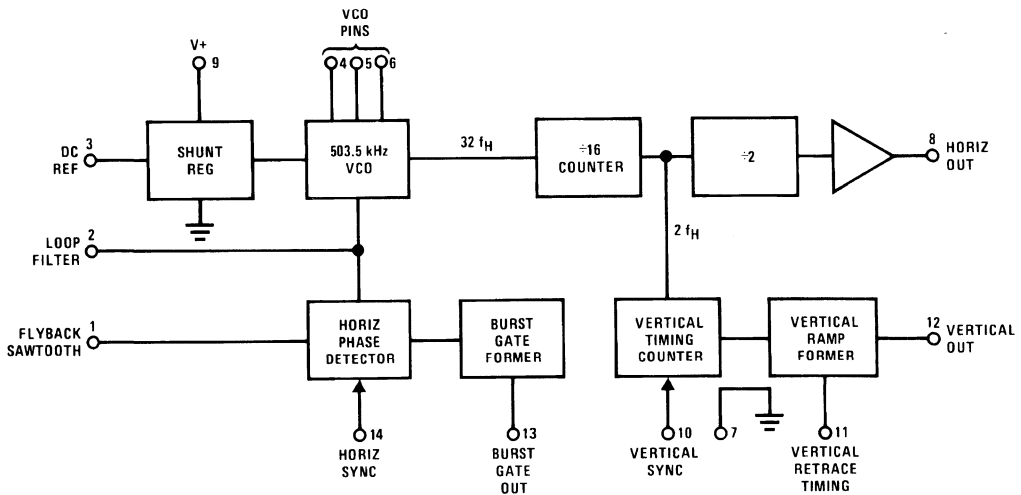 VCO
PINS
V+
9
4
5
6
DC
REF
3
SHUNT
REG
503.5 kHz
VCO
32 fH
÷16
COUNTER
÷2
8
HORIZ
OUT
LOOP
FILTER
2
2 fH
FLYBACK
SAWTOOTH
1
HORIZ
PHASE
DETECTOR
BURST
GATE
FORMER
VERTICAL
TIMING
COUNTER
VERTICAL
RAMP
FORMER
12
VERTICAL
OUT
14
HORIZ
SYNC
13
BURST
GATE
OUT
10
VERTICAL
SYNC
7
11
VERTICAL
RETRACE
TIMING